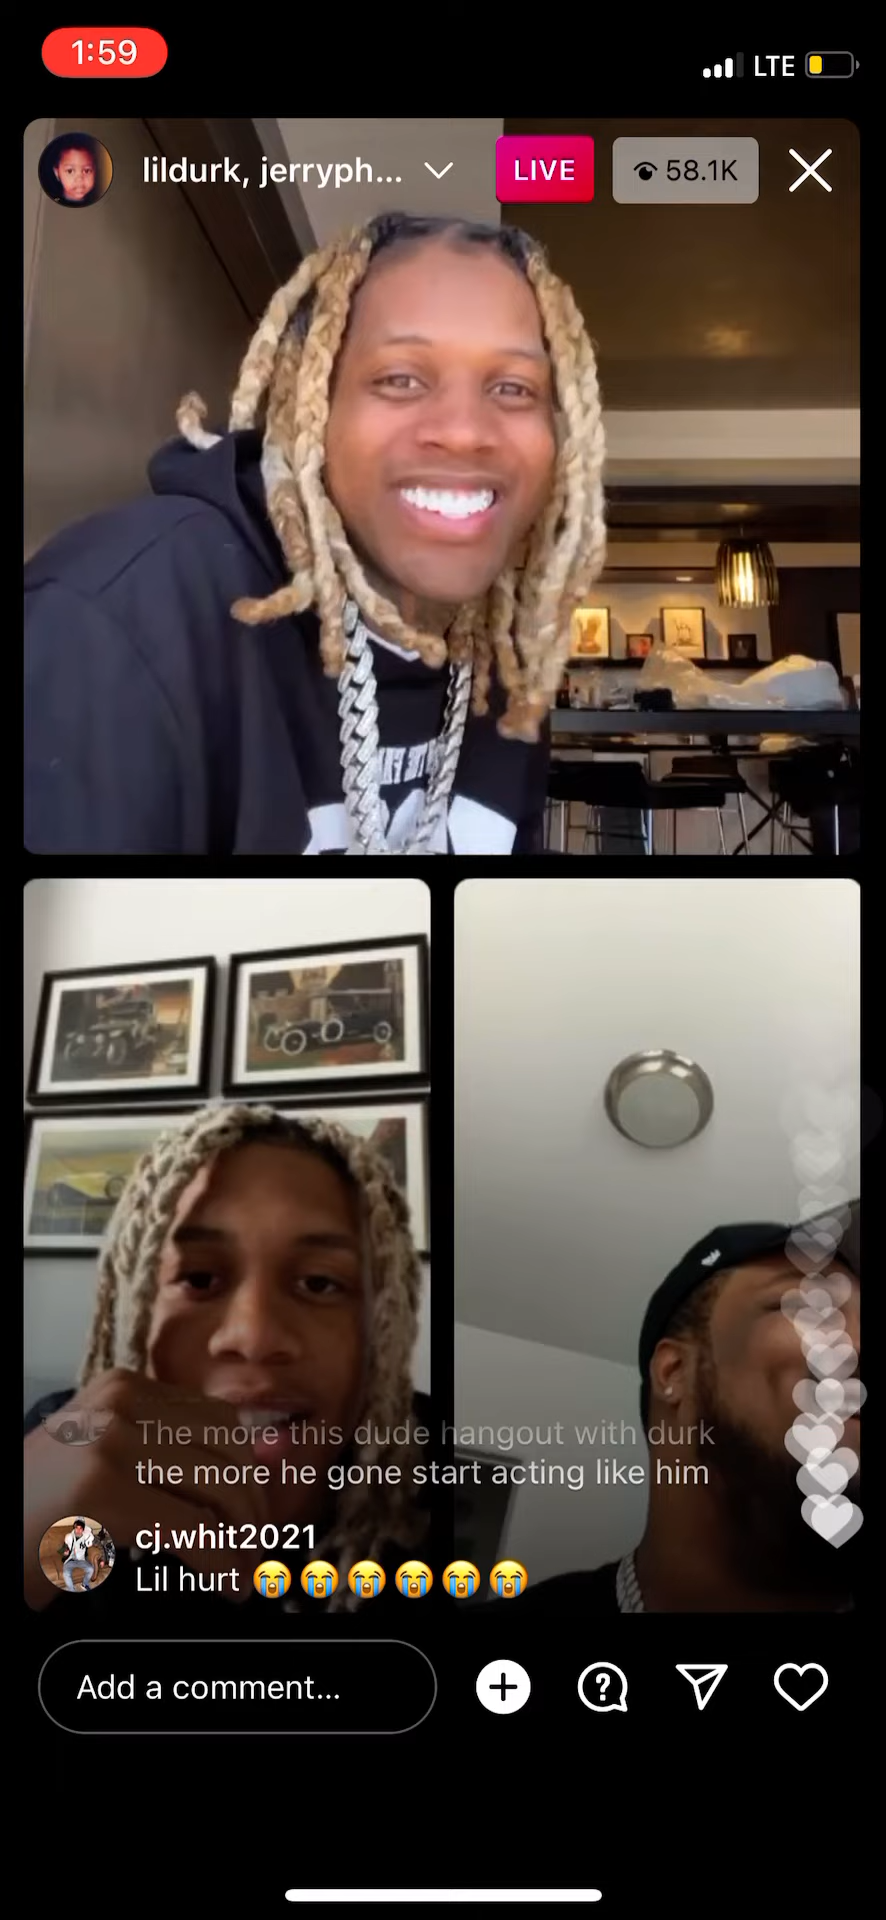 1:59
LTE
lildurk, jerryph...
LIVE
58.1K
The more this dude hangout with durk
the more he gone start acting like him
cj.whit2021
Lil hurt 😭😭😭😭😭😭
Add a comment...